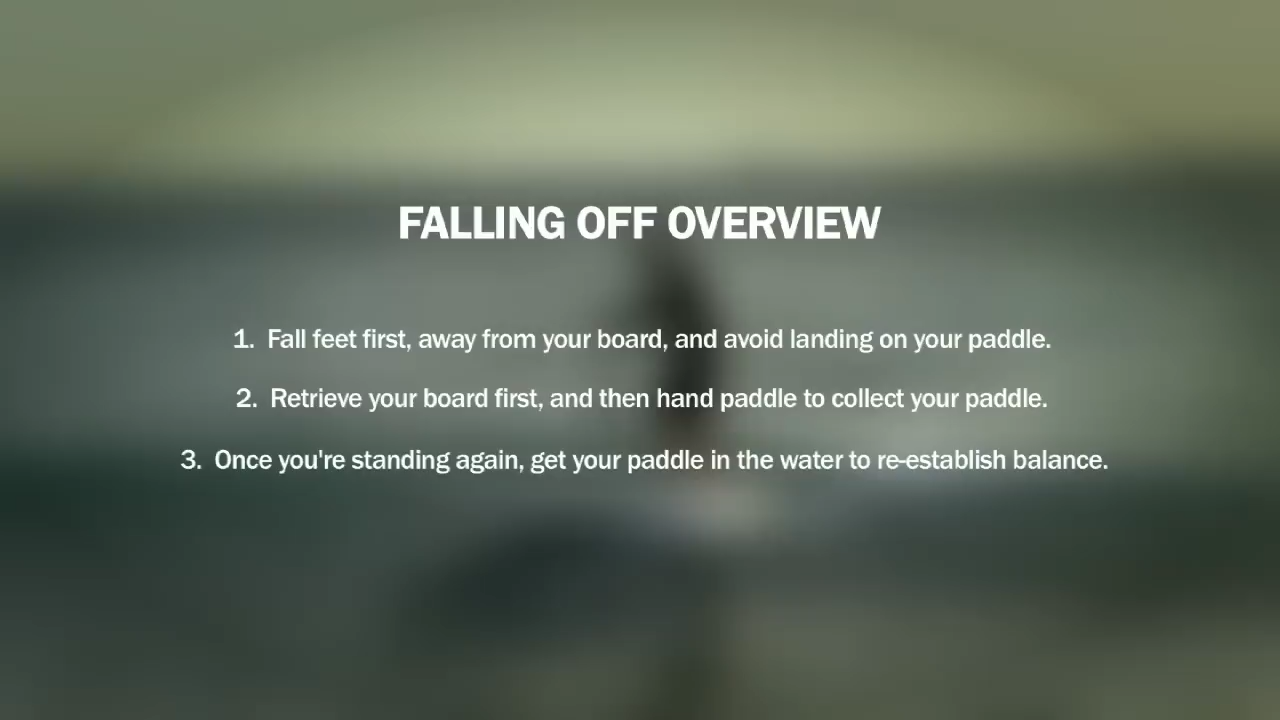 FALLING OFF OVERVIEW
1. Fall feet first, away from your board, and avoid landing on your paddle.
2. Retrieve your board first, and then hand paddle to collect your paddle.
3. Once you're standing again, get your paddle in the water to re-establish balance.